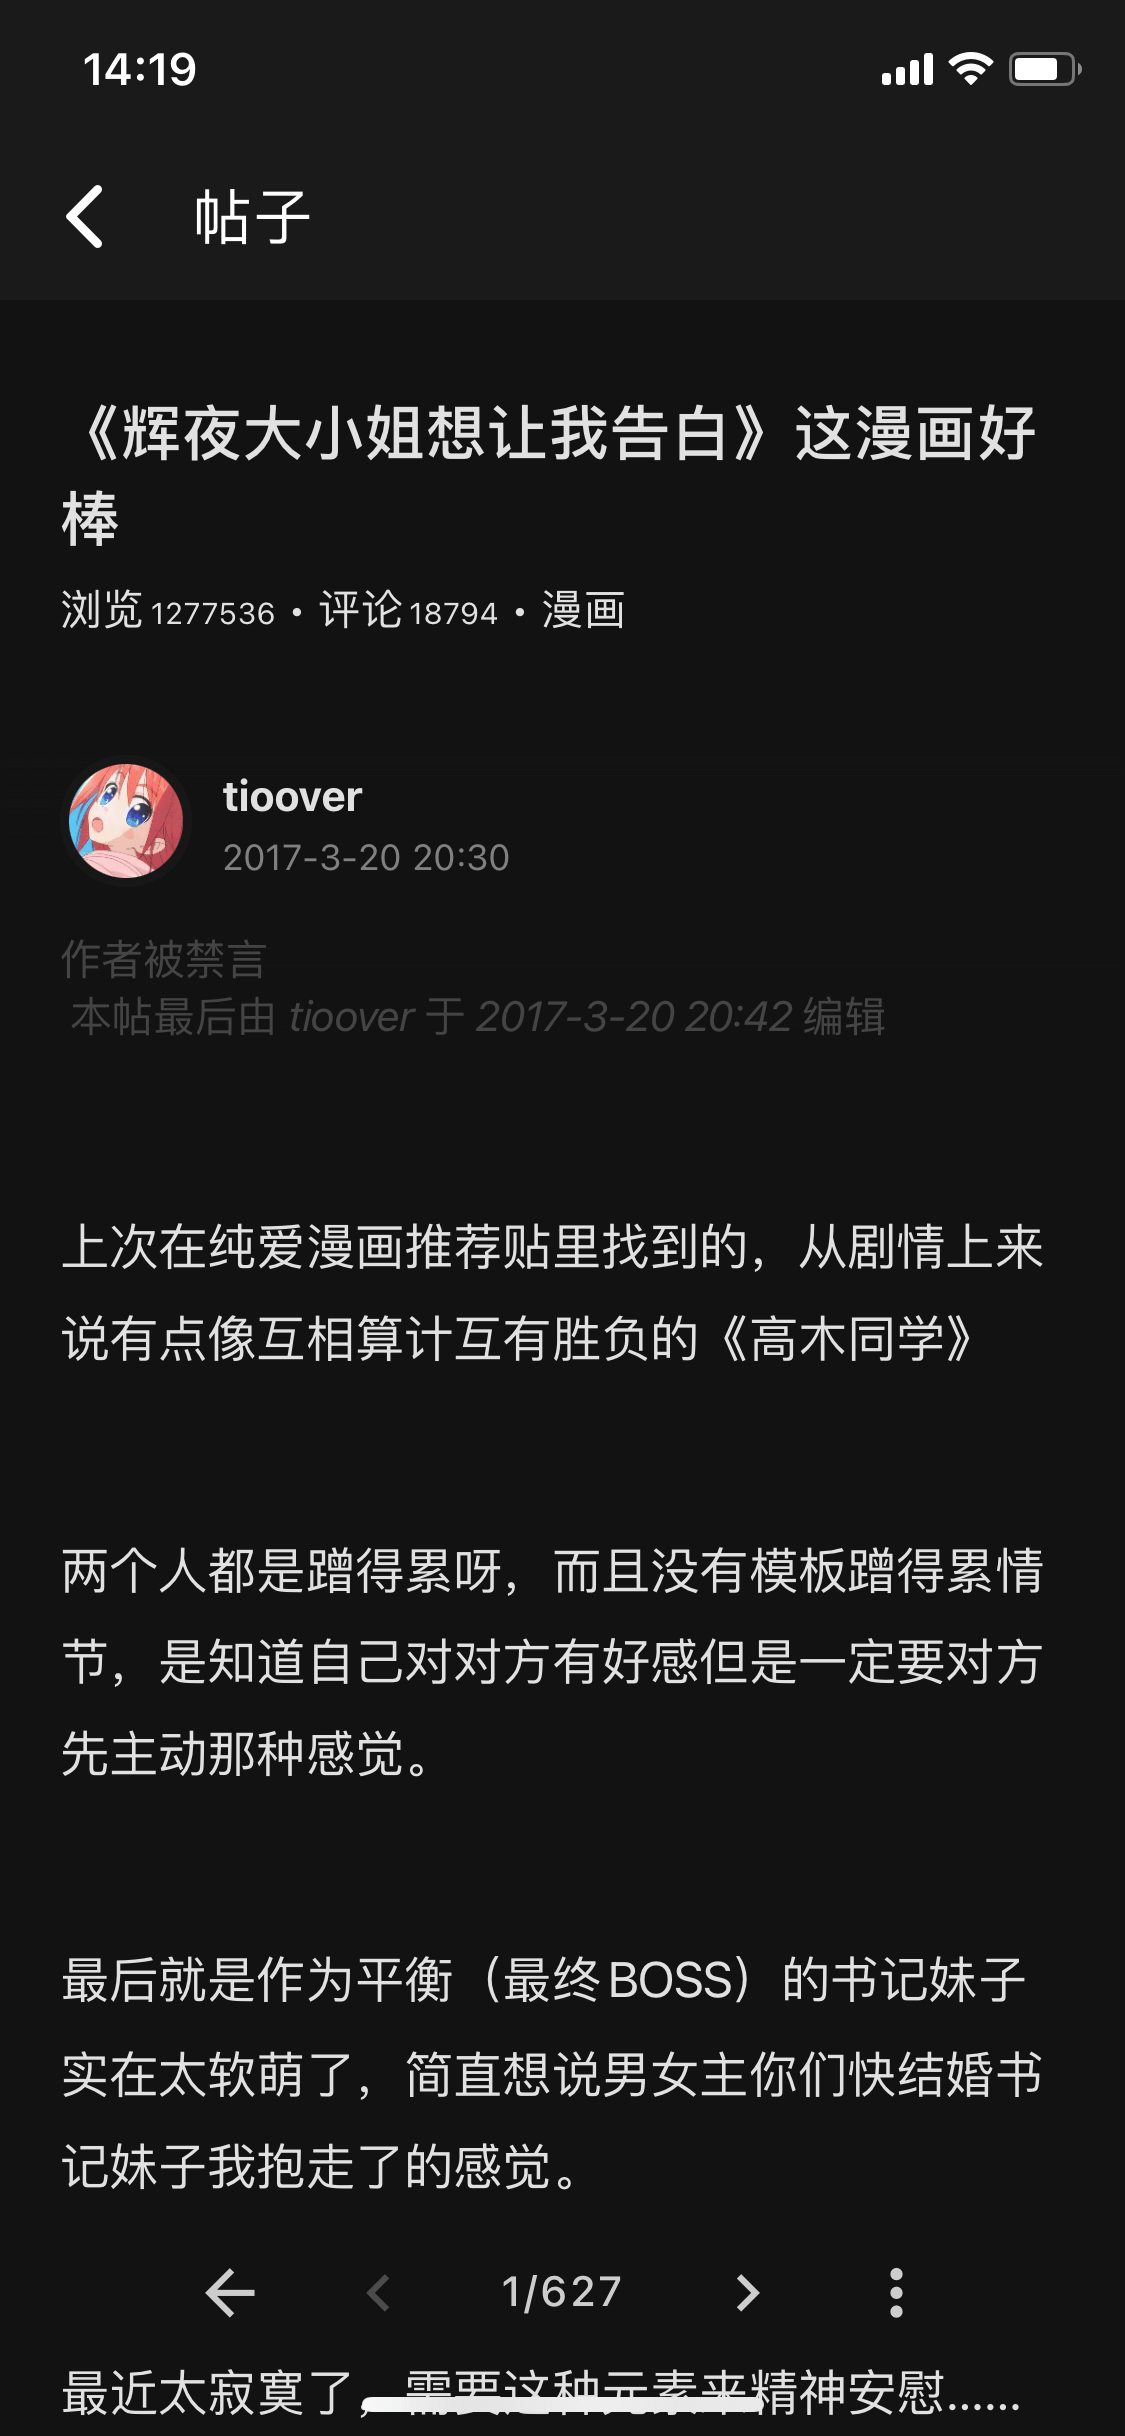 14:19
帖子
《辉夜大小姐想让我告白》这漫画好
棒
浏览 1277536 · 评论 18794 · 漫画
tioover
2017-3-20 20:30
作者被禁言
本帖最后由 tioover 于 2017-3-20 20:42 编辑
上次在纯爱漫画推荐贴里找到的，从剧情上来
说有点像互相算计互有胜负的《高木同学》
两个人都是蹭得累呀，而且没有模板蹭得累情
节，是知道自己对对方有好感但是一定要对方
先主动那种感觉。
最后就是作为平衡（最终BOSS）的书记妹子
实在太软萌了，简直想说男女主你们快结婚书
记妹子我抱走了的感觉。
1/627
最近太寂寞了，需要这种元素来精神安慰……